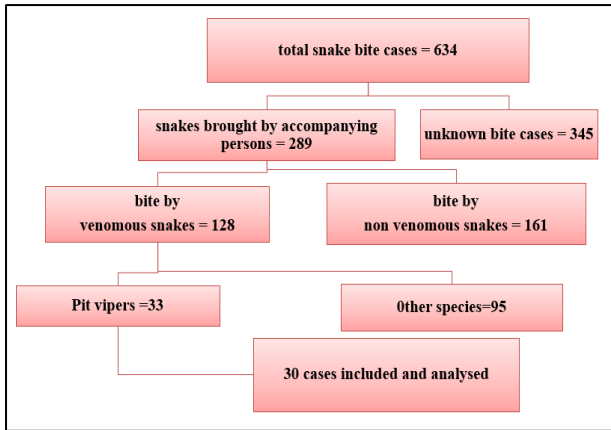 total snake bite cases = 634
snakes brought by accompanying
persons = 289
unknown bite cases = 345
bite by
venomous snakes = 128
bite by
non venomous snakes = 161
Pit vipers =33
0ther species=95
30 cases included and analysed